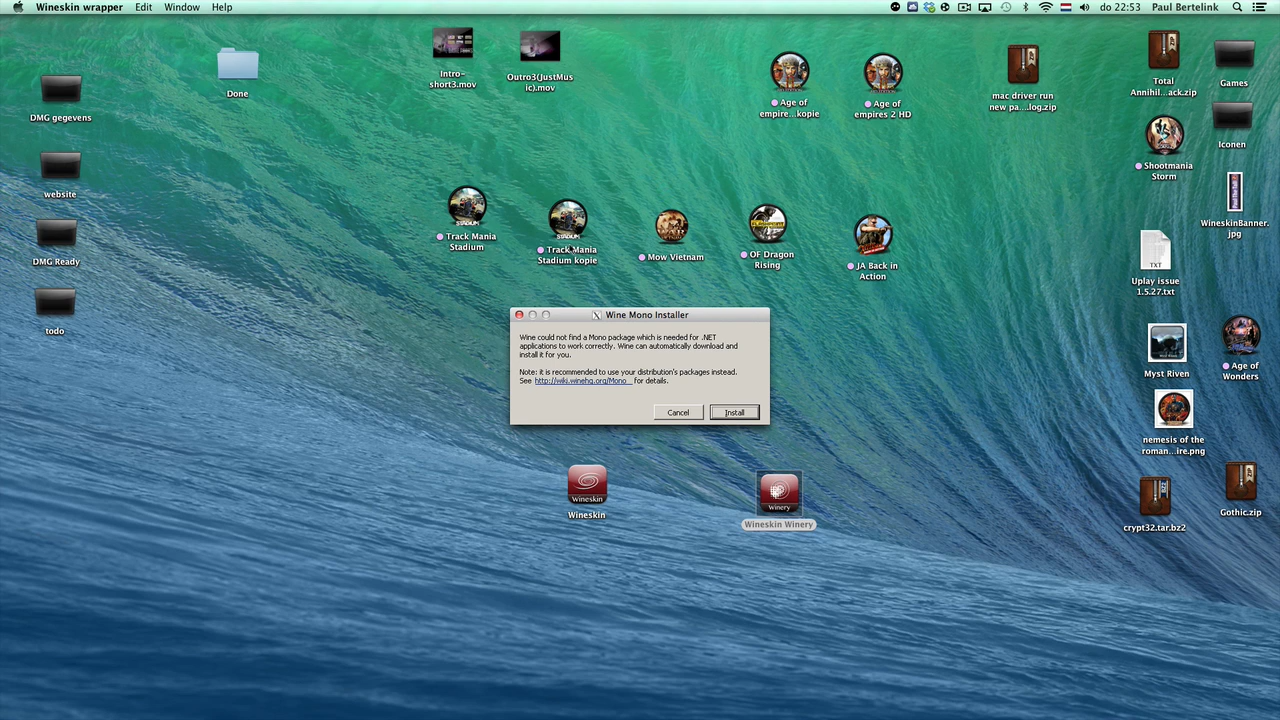 Wineskin wrapper Edit Window Help
do 22:53 Paul Bertelink
DMG gegevens
website
DMG Ready
todo
Done
Intro-
short3.mov
Outro3(JustMus
ic).mov
Age of
empire...kopie
Age of
empires 2 HD
mac driver run
new pa....log.zip
Total
Annihil...ack.zip
Games
Iconen
Shootmania
Storm
WineskinBanner.
jpg
Track Mania
Stadium
Track Mania
Stadium kopie
Mow Vietnam
OF Dragon
Rising
JA Back in
Action
TXT
Uplay issue
1.5.27.txt
Wine Mono Installer
Wine could not find a Mono package which is needed for .NET
applications to work correctly. Wine can automatically download and
install it for you.
Note: it is recommended to use your distribution's packages instead.
See http://wiki.winehq.org/Mono for details.
Cancel
Install
Myst Riven
Age of
Wonders
nemesis of the
roman...ire.png
Wineskin
Wineskin
Winery
Wineskin Winery
crypt32.tar.bz2
Gothic.zip